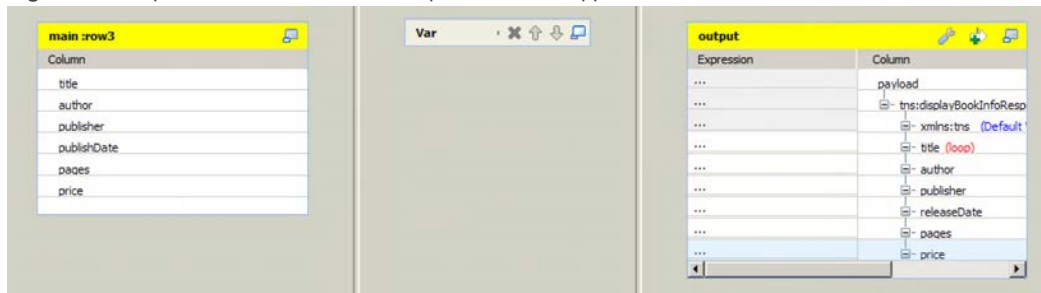 main :row3
Column
title
author
publisher
publishDate
pages
price
Var
output
Expression
Column
...
payload
...
tns:displayBookInfoResp
...
xmlns:tns (Default
...
title (loop)
...
author
...
publisher
...
releaseDate
...
pages
...
price